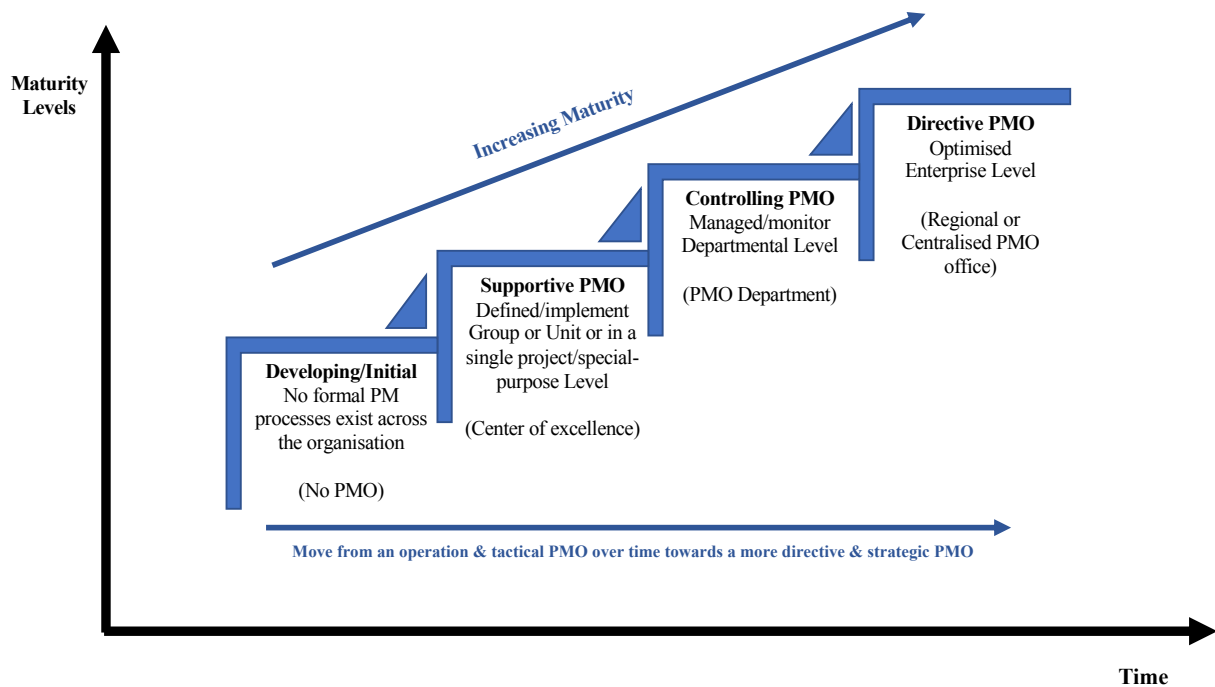 Maturity
Levels
Increasing Maturity
Directive PMO
Optimised
Enterprise Level
(Regional or
Centralised PMO
office)
Controlling PMO
Managed/monitor
Departmental Level
(PMO Department)
Supportive PMO
Defined/implement
Group or Unit or in a
single project/special-
purpose Level
(Center of excellence)
Developing/Initial
No formal PM
processes exist across
the organisation
(No PMO)
Move from an operation & tactical PMO over time towards a more directive & strategic PMO
Time